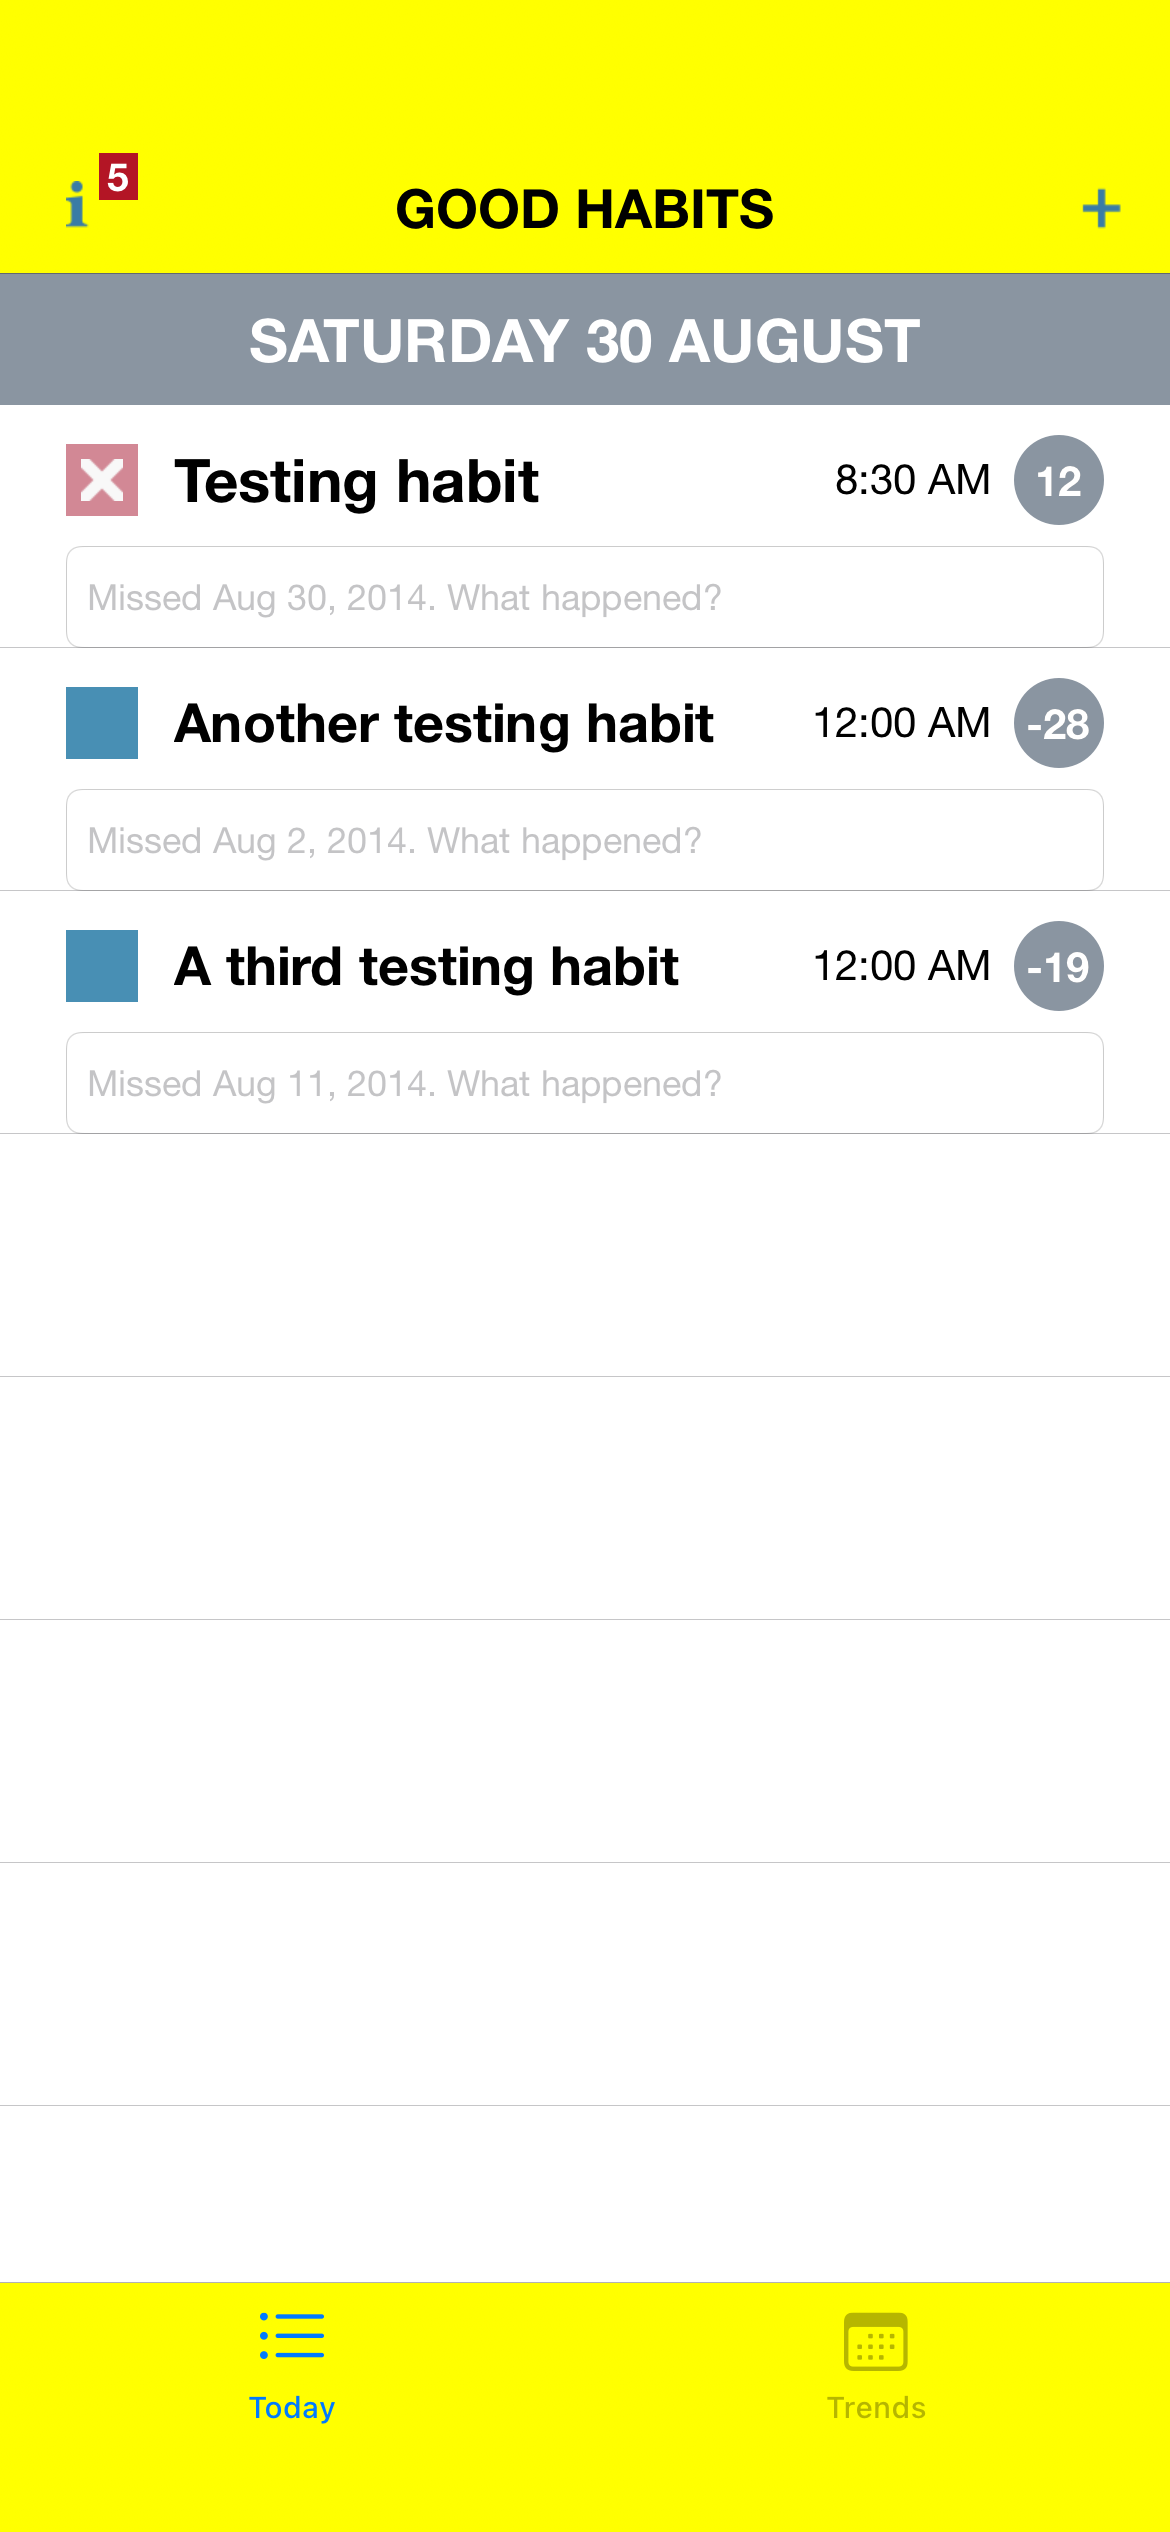 5
GOOD HABITS
+
SATURDAY 30 AUGUST
Testing habit 8:30 AM 12
Missed Aug 30, 2014. What happened?
Another testing habit 12:00 AM -28
Missed Aug 2, 2014. What happened?
A third testing habit 12:00 AM -19
Missed Aug 11, 2014. What happened?
Today Trends